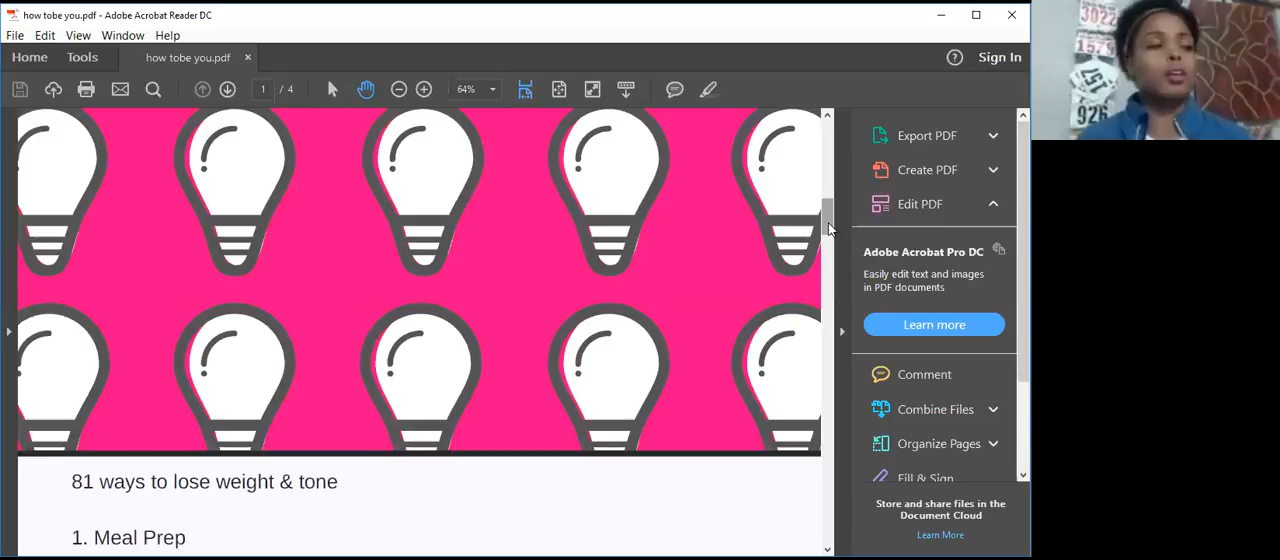 how tobe you.pdf - Adobe Acrobat Reader DC
File Edit View Window Help
Home Tools how tobe you.pdf × Sign In
1 / 4 64%
Export PDF
Create PDF
Edit PDF
Adobe Acrobat Pro DC
Easily edit text and images
in PDF documents
Learn more
Comment
Combine Files
Organize Pages
Fill & Sign
Store and share files in the
Document Cloud
Learn More
81 ways to lose weight & tone
1. Meal Prep
3022
1579
926